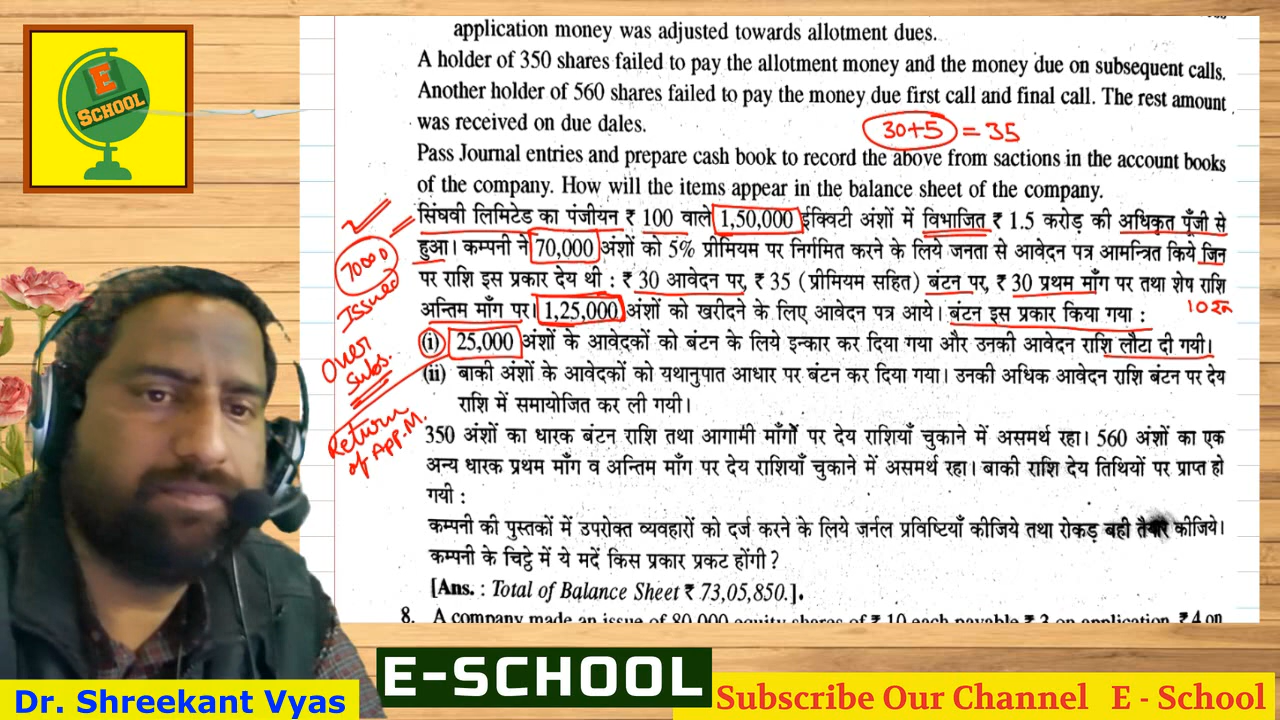 E
SCHOOL
application money was adjusted towards allotment dues.
A holder of 350 shares failed to pay the allotment money and the money due on subsequent calls.
Another holder of 560 shares failed to pay the money due first call and final call. The rest amount
was received on due dales.
30+5 = 35
Pass Journal entries and prepare cash book to record the above from sactions in the account books
of the company. How will the items appear in the balance sheet of the company.
सिंघवी लिमिटेड का पंजीयन ₹ 100 वाले 1,50,000 ईक्विटी अंशों में विभाजित ₹ 1.5 करोड़ की अधिकृत पूँजी से
हुआ। कम्पनी ने 70,000 अंशों को 5% प्रीमियम पर निर्गमित करने के लिये जनता से आवेदन पत्र आमन्त्रित किये जिन
पर राशि इस प्रकार देय थी : ₹ 30 आवेदन पर, ₹ 35 (प्रीमियम सहित) बंटन पर, ₹ 30 प्रथम माँग पर तथा शेष राशि
अन्तिम माँग पर। 1,25,000 अंशों को खरीदने के लिए आवेदन पत्र आये। बंटन इस प्रकार किया गया :
(i) 25,000 अंशों के आवेदकों को बंटन के लिये इन्कार कर दिया गया और उनकी आवेदन राशि लौटा दी गयी।
(ii) बाकी अंशों के आवेदकों को यथानुपात आधार पर बंटन कर दिया गया। उनकी अधिक आवेदन राशि बंटन पर देय
राशि में समायोजित कर ली गयी।
70000
Issued
Over
Subs.
Return
of App.M.
350 अंशों का धारक बंटन राशि तथा आगामी माँगों पर देय राशियाँ चुकाने में असमर्थ रहा। 560 अंशों का एक
अन्य धारक प्रथम माँग व अन्तिम माँग पर देय राशियाँ चुकाने में असमर्थ रहा। बाकी राशि देय तिथियों पर प्राप्त हो
गयी :
कम्पनी की पुस्तकों में उपरोक्त व्यवहारों को दर्ज करने के लिये जर्नल प्रविष्टियाँ कीजिये तथा रोकड़ बही तैयार कीजिये।
कम्पनी के चिट्ठे में ये मदें किस प्रकार प्रकट होंगी ?
[Ans. : Total of Balance Sheet ₹ 73,05,850.].
8. A company made an issue of 80,000 equity shares of ₹ 10 each payable ₹ 3 on application, ₹ 4 on
E-SCHOOL
Dr. Shreekant Vyas
Subscribe Our Channel E - School